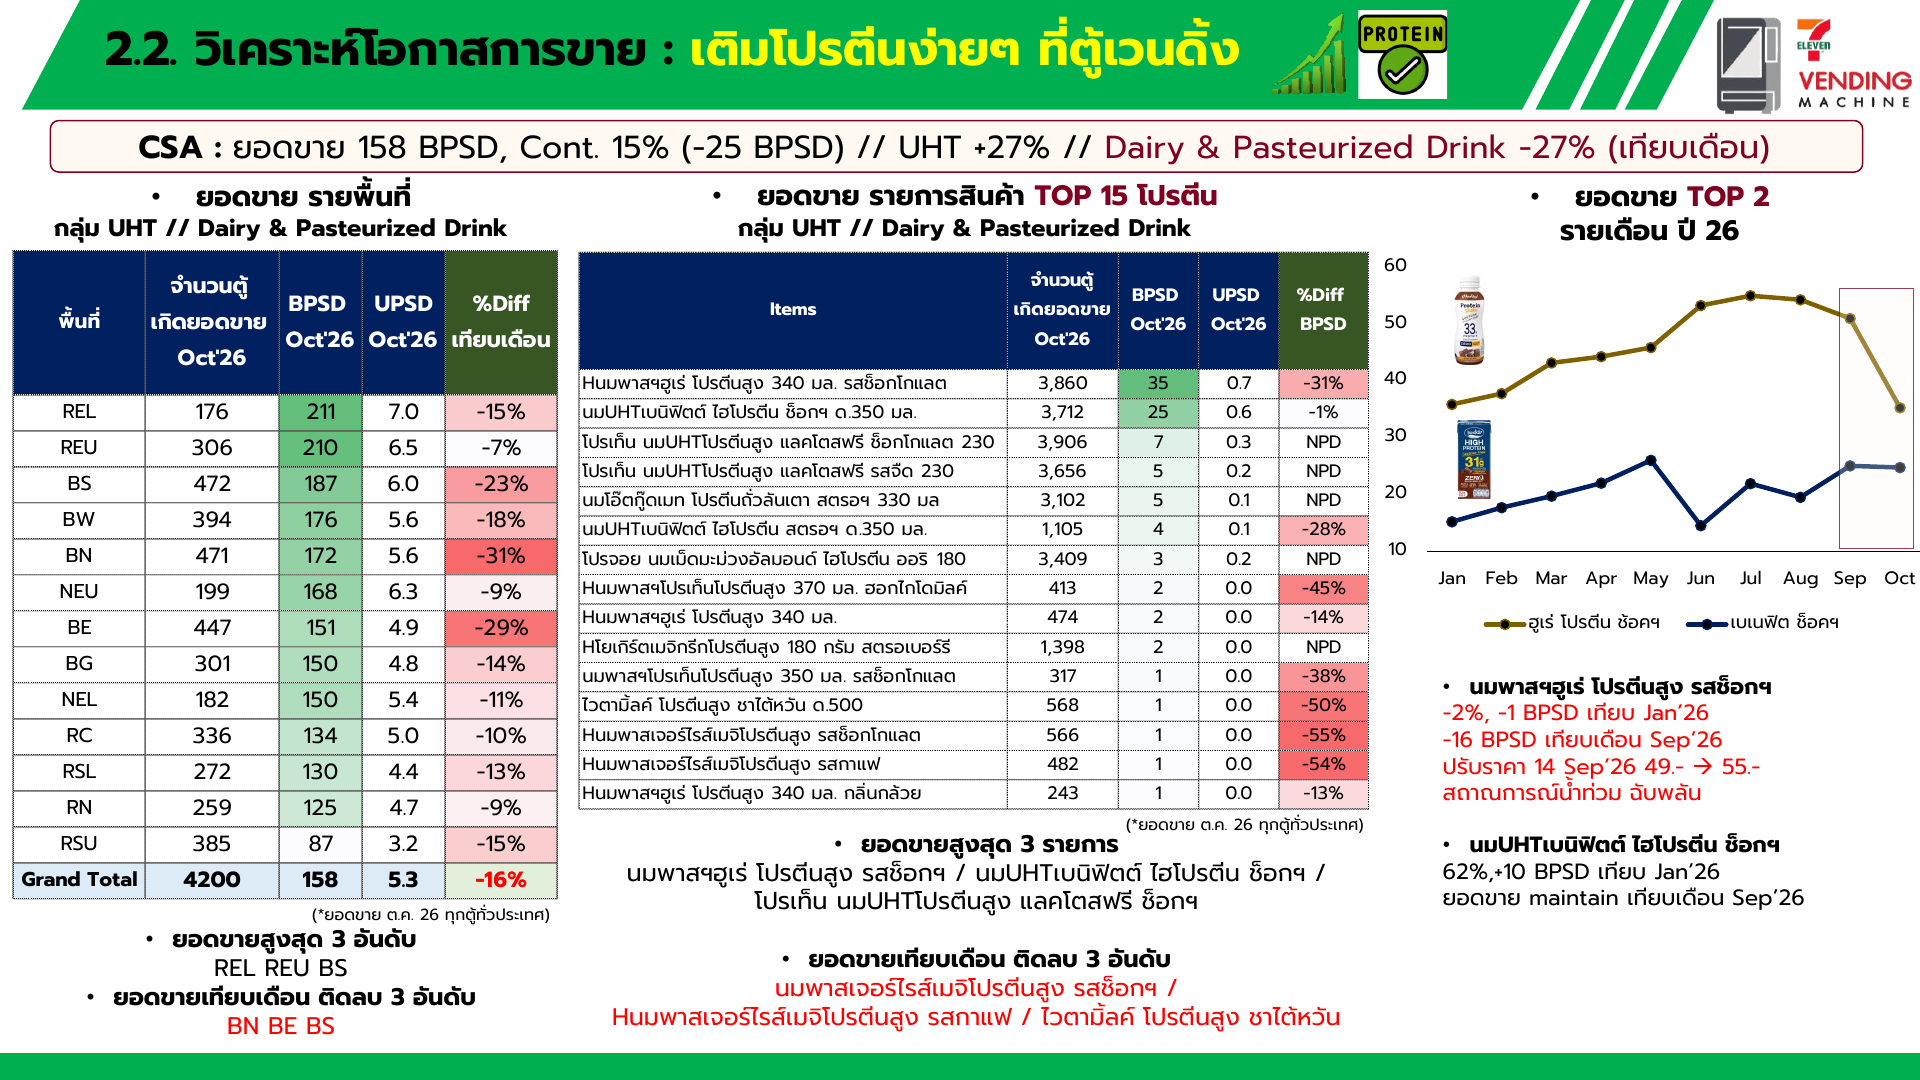 2.2. วิเคราะห์โอกาสการขาย : เติมโปรตีนง่ายๆ ที่ตู้เวนดิ้ง
PROTEIN
ELEVEN
VENDING
MACHINE
CSA : ยอดขาย 158 BPSD, Cont. 15% (-25 BPSD) // UHT +27% // Dairy & Pasteurized Drink -27% (เทียบเดือน)
• ยอดขาย รายพื้นที่
กลุ่ม UHT // Dairy & Pasteurized Drink
พื้นที่ จำนวนตู้ เกิดยอดขาย Oct'26 BPSD Oct'26 UPSD Oct'26 %Diff เทียบเดือน
REL 176 211 7.0 -15%
REU 306 210 6.5 -7%
BS 472 187 6.0 -23%
BW 394 176 5.6 -18%
BN 471 172 5.6 -31%
NEU 199 168 6.3 -9%
BE 447 151 4.9 -29%
BG 301 150 4.8 -14%
NEL 182 150 5.4 -11%
RC 336 134 5.0 -10%
RSL 272 130 4.4 -13%
RN 259 125 4.7 -9%
RSU 385 87 3.2 -15%
Grand Total 4200 158 5.3 -16%
(*ยอดขาย ต.ค. 26 ทุกตู้ทั่วประเทศ)
• ยอดขายสูงสุด 3 อันดับ
REL REU BS
• ยอดขายเทียบเดือน ติดลบ 3 อันดับ
BN BE BS
• ยอดขาย รายการสินค้า TOP 15 โปรตีน
กลุ่ม UHT // Dairy & Pasteurized Drink
Items จำนวนตู้ เกิดยอดขาย Oct'26 BPSD Oct'26 UPSD Oct'26 %Diff BPSD
Hนมพาสฯฮูเร่ โปรตีนสูง 340 มล. รสช็อกโกแลต 3,860 35 0.7 -31%
นมUHTเบนิฟิตต์ ไฮโปรตีน ช็อกฯ ด.350 มล. 3,712 25 0.6 -1%
โปรเท็น นมUHTโปรตีนสูง แลคโตสฟรี ช็อกโกแลต 230 3,906 7 0.3 NPD
โปรเท็น นมUHTโปรตีนสูง แลคโตสฟรี รสจืด 230 3,656 5 0.2 NPD
นมโอ๊ตกู๊ดเมท โปรตีนถั่วลันเตา สตรอฯ 330 มล 3,102 5 0.1 NPD
นมUHTเบนิฟิตต์ ไฮโปรตีน สตรอฯ ด.350 มล. 1,105 4 0.1 -28%
โปรจอย นมเม็ดมะม่วงอัลมอนด์ ไฮโปรตีน ออริ 180 3,409 3 0.2 NPD
Hนมพาสฯโปรเท็นโปรตีนสูง 370 มล. ฮอกไกโดมิลค์ 413 2 0.0 -45%
Hนมพาสฯฮูเร่ โปรตีนสูง 340 มล. 474 2 0.0 -14%
Hโยเกิร์ตเมจิกรีกโปรตีนสูง 180 กรัม สตรอเบอร์รี 1,398 2 0.0 NPD
นมพาสฯโปรเท็นโปรตีนสูง 350 มล. รสช็อกโกแลต 317 1 0.0 -38%
ไวตามิ้ลค์ โปรตีนสูง ชาไต้หวัน ด.500 568 1 0.0 -50%
Hนมพาสเจอร์ไรส์เมจิโปรตีนสูง รสช็อกโกแลต 566 1 0.0 -55%
Hนมพาสเจอร์ไรส์เมจิโปรตีนสูง รสกาแฟ 482 1 0.0 -54%
Hนมพาสฯฮูเร่ โปรตีนสูง 340 มล. กลิ่นกล้วย 243 1 0.0 -13%
(*ยอดขาย ต.ค. 26 ทุกตู้ทั่วประเทศ)
• ยอดขายสูงสุด 3 รายการ
นมพาสฯฮูเร่ โปรตีนสูง รสช็อกฯ / นมUHTเบนิฟิตต์ ไฮโปรตีน ช็อกฯ /
โปรเท็น นมUHTโปรตีนสูง แลคโตสฟรี ช็อกฯ
• ยอดขายเทียบเดือน ติดลบ 3 อันดับ
นมพาสเจอร์ไรส์เมจิโปรตีนสูง รสช็อกฯ /
Hนมพาสเจอร์ไรส์เมจิโปรตีนสูง รสกาแฟ / ไวตามิ้ลค์ โปรตีนสูง ชาไต้หวัน
• ยอดขาย TOP 2
รายเดือน ปี 26
60
50
40
30
20
10
Protein
33
HIGH
PROTEIN
31g
ZERO
Jan Feb Mar Apr May Jun Jul Aug Sep Oct
ฮูเร่ โปรตีน ช้อคฯ เบเนฟิต ช็อคฯ
• นมพาสฯฮูเร่ โปรตีนสูง รสช็อกฯ
-2%, -1 BPSD เทียบ Jan’26
-16 BPSD เทียบเดือน Sep’26
ปรับราคา 14 Sep’26 49.- → 55.-
สถาณการณ์น้ำท่วม ฉับพลัน
• นมUHTเบนิฟิตต์ ไฮโปรตีน ช็อกฯ
62%,+10 BPSD เทียบ Jan’26
ยอดขาย maintain เทียบเดือน Sep’26